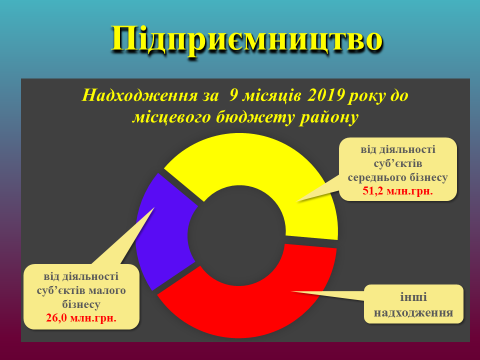 Підприємництво
Надходження за 9 місяців 2019 року до
місцевого бюджету району
від діяльності
суб’єктів
середнього бізнесу
51,2 млн.грн.
від діяльності
суб’єктів малого
бізнесу
26,0 млн.грн.
інші
надходження